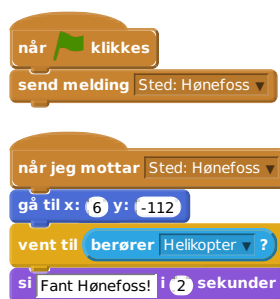 når klikkes
send melding Sted: Hønefoss
når jeg mottar Sted: Hønefoss
gå til x: 6 y: -112
vent til berører Helikopter ?
si Fant Hønefoss! i 2 sekunder